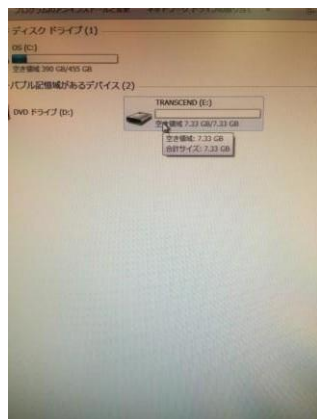 ディスク ドライブ (1)
OS (C:)
空き領域 390 GB/455 GB
バブル記憶域があるデバイス (2)
DVD ドライブ (D:)
TRANSCEND (E:)
空き領域 7.33 GB/7.33 GB
空き領域: 7.33 GB
合計サイズ: 7.33 GB